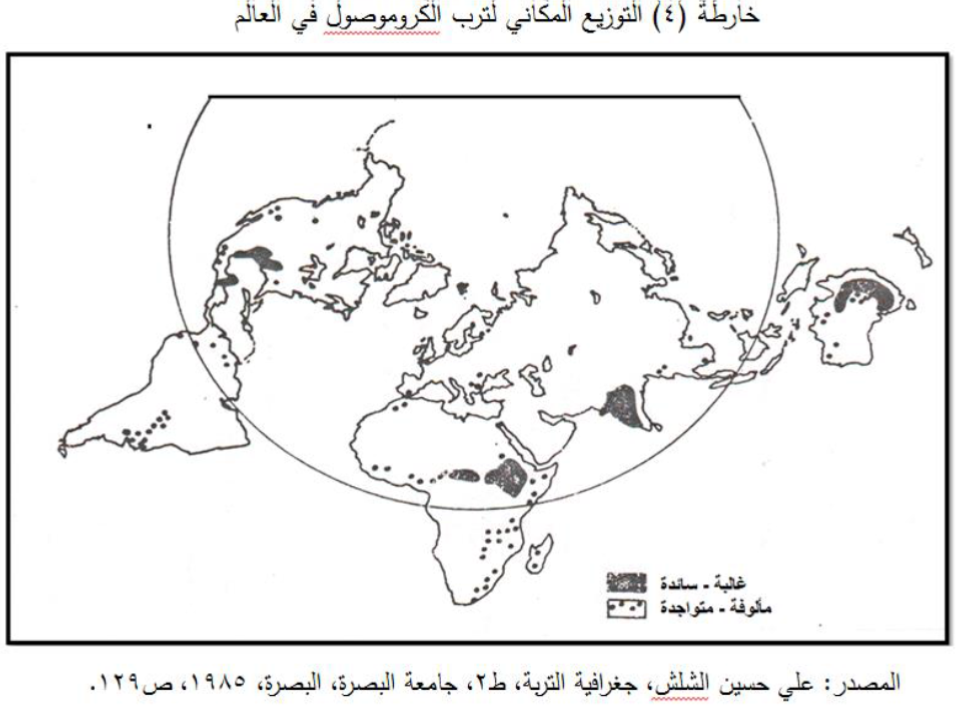 خارطة (٤) التوزيع المكاني لترب الكروموصول في العالم
غالبة - سائدة
مألوفة - متواجدة
المصدر: علي حسين الشلش، جغرافية التربة، ط٢، جامعة البصرة، البصرة، ١٩٨٥، ص١٢٩.